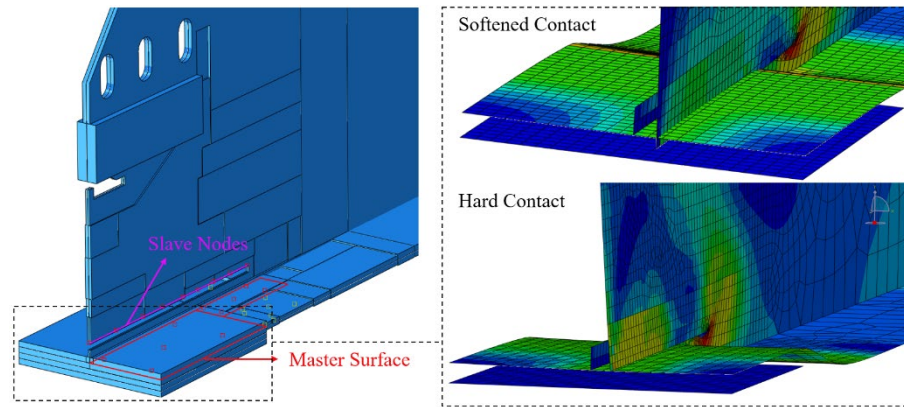 Slave Nodes
Master Surface
Softened Contact
Hard Contact